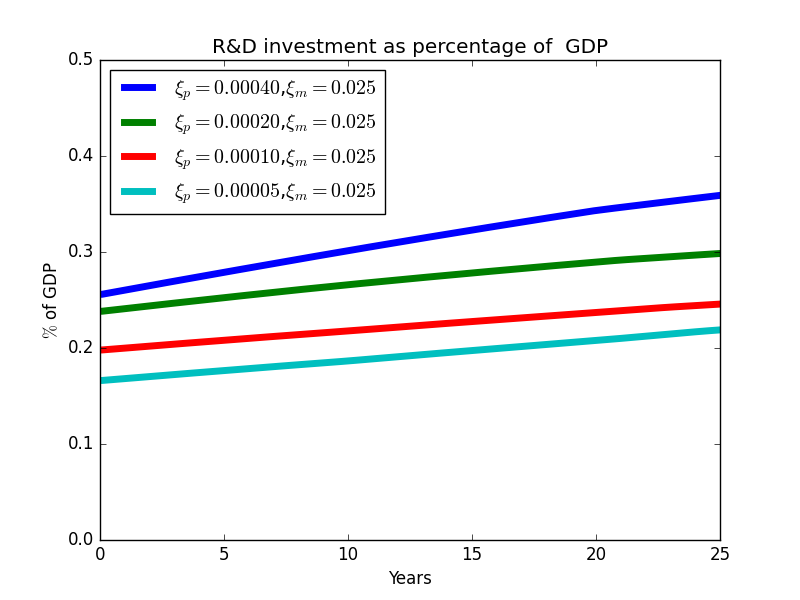 R&D investment as percentage of  GDP
0.5
ξp = 0.00040,ξm = 0.025
ξp = 0.00020,ξm = 0.025
ξp = 0.00010,ξm = 0.025
ξp = 0.00005,ξm = 0.025
0.4
0.3
% of GDP
0.2
0.1
0.0
0 5 10 15 20 25
Years